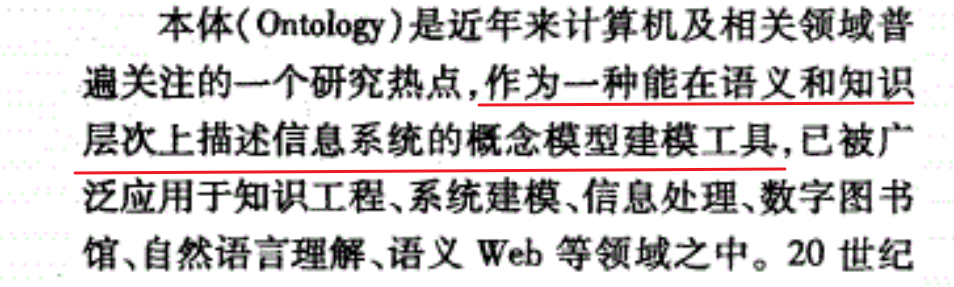 本体(Ontology)是近年来计算机及相关领域普
遍关注的一个研究热点,作为一种能在语义和知识
层次上描述信息系统的概念模型建模工具,已被广
泛应用于知识工程、系统建模、信息处理、数字图书
馆、自然语言理解、语义 Web 等领域之中。20 世纪